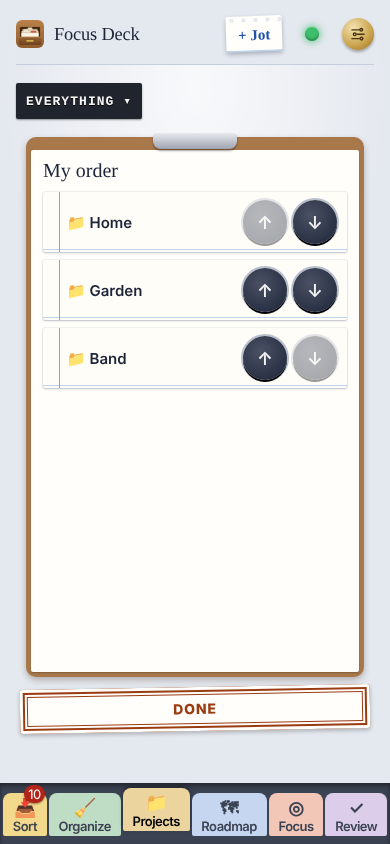 Focus Deck
+ Jot
EVERYTHING ▾
My order
Home
Garden
Band
DONE
10
Sort
Organize
Projects
Roadmap
Focus
Review